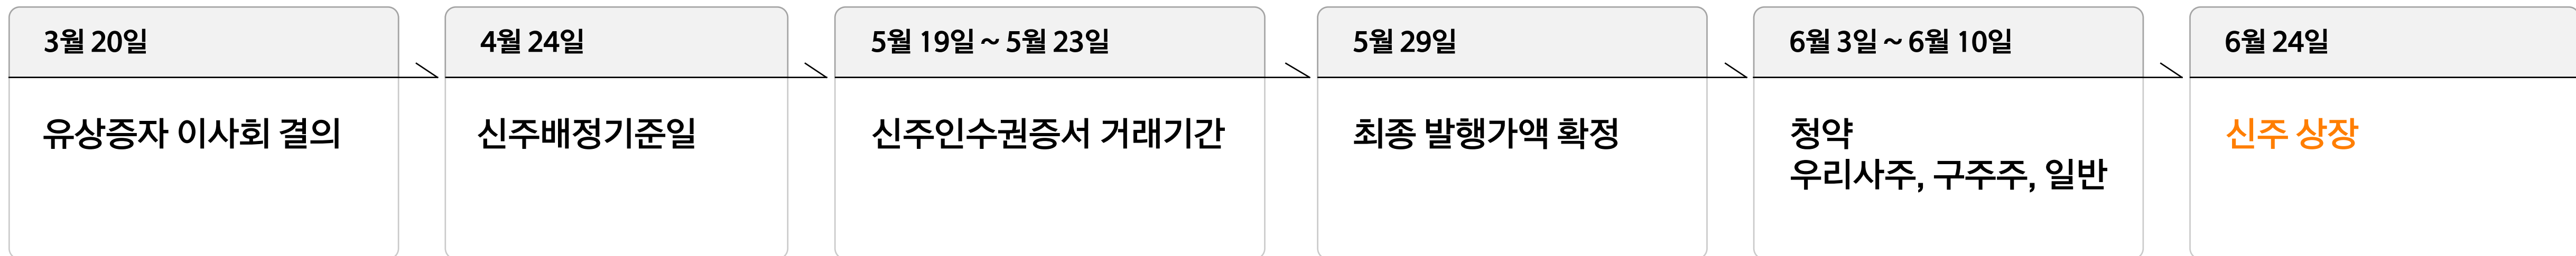 3월 20일
유상증자 이사회 결의
4월 24일
신주배정기준일
5월 19일 ~ 5월 23일
신주인수권증서 거래기간
5월 29일
최종 발행가액 확정
6월 3일 ~ 6월 10일
청약
우리사주, 구주주, 일반
6월 24일
신주 상장